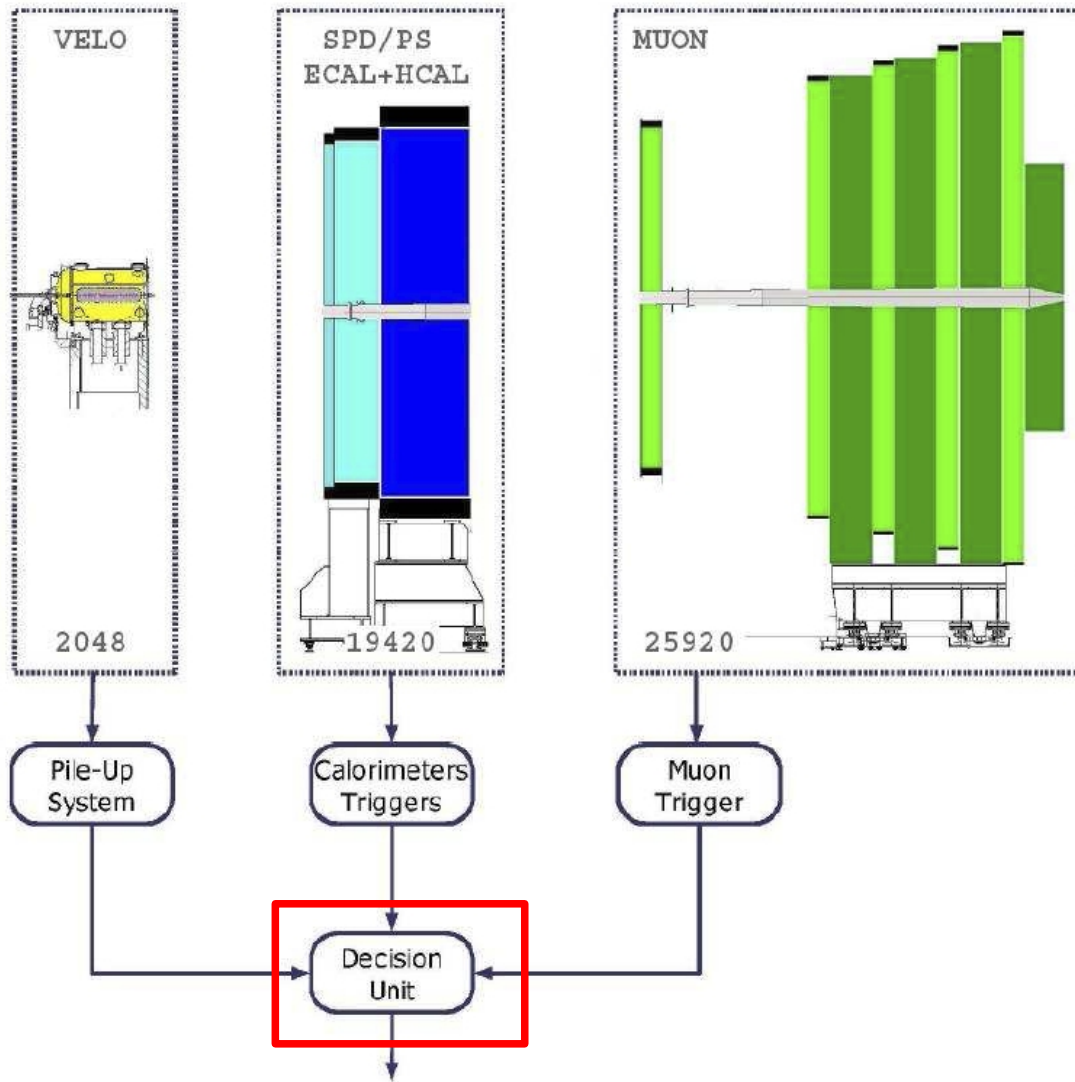 VELO
SPD/PS
ECAL+HCAL
MUON
2048
19420
25920
Pile-Up
System
Calorimeters
Triggers
Muon
Trigger
Decision
Unit